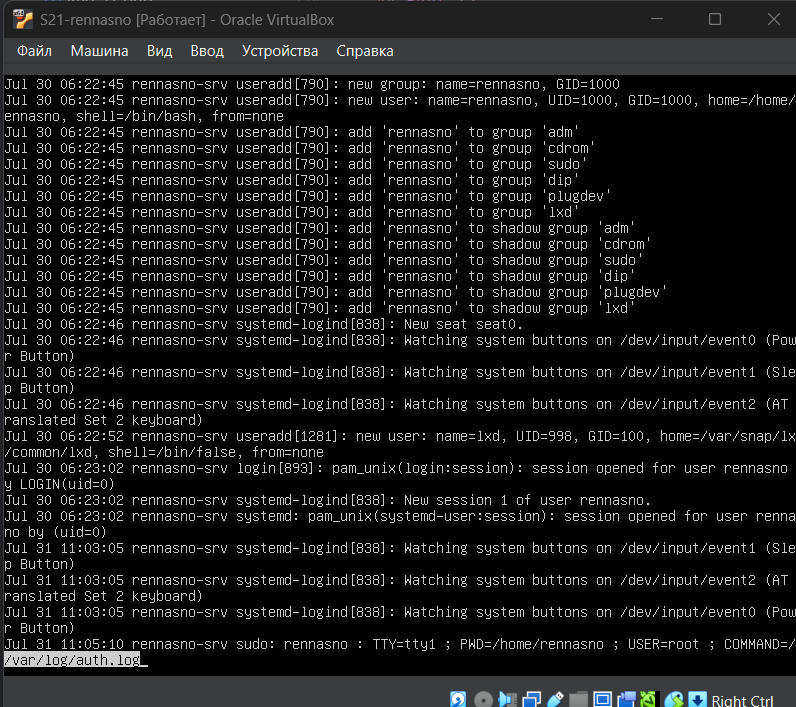 S21-rennasno [Работает] - Oracle VirtualBox
Файл Машина Вид Ввод Устройства Справка
Jul 30 06:22:45 rennasno-srv useradd[790]: new group: name=rennasno, GID=1000
Jul 30 06:22:45 rennasno-srv useradd[790]: new user: name=rennasno, UID=1000, GID=1000, home=/home/
ennasno, shell=/bin/bash, from=none
Jul 30 06:22:45 rennasno-srv useradd[790]: add 'rennasno' to group 'adm'
Jul 30 06:22:45 rennasno-srv useradd[790]: add 'rennasno' to group 'cdrom'
Jul 30 06:22:45 rennasno-srv useradd[790]: add 'rennasno' to group 'sudo'
Jul 30 06:22:45 rennasno-srv useradd[790]: add 'rennasno' to group 'dip'
Jul 30 06:22:45 rennasno-srv useradd[790]: add 'rennasno' to group 'plugdev'
Jul 30 06:22:45 rennasno-srv useradd[790]: add 'rennasno' to group 'lxd'
Jul 30 06:22:45 rennasno-srv useradd[790]: add 'rennasno' to shadow group 'adm'
Jul 30 06:22:45 rennasno-srv useradd[790]: add 'rennasno' to shadow group 'cdrom'
Jul 30 06:22:45 rennasno-srv useradd[790]: add 'rennasno' to shadow group 'sudo'
Jul 30 06:22:45 rennasno-srv useradd[790]: add 'rennasno' to shadow group 'dip'
Jul 30 06:22:45 rennasno-srv useradd[790]: add 'rennasno' to shadow group 'plugdev'
Jul 30 06:22:45 rennasno-srv useradd[790]: add 'rennasno' to shadow group 'lxd'
Jul 30 06:22:46 rennasno-srv systemd-logind[838]: New seat seat0.
Jul 30 06:22:46 rennasno-srv systemd-logind[838]: Watching system buttons on /dev/input/event0 (Pow
r Button)
Jul 30 06:22:46 rennasno-srv systemd-logind[838]: Watching system buttons on /dev/input/event1 (Sle
p Button)
Jul 30 06:22:46 rennasno-srv systemd-logind[838]: Watching system buttons on /dev/input/event2 (AT
ranslated Set 2 keyboard)
Jul 30 06:22:52 rennasno-srv useradd[1281]: new user: name=lxd, UID=998, GID=100, home=/var/snap/lx
/common/lxd, shell=/bin/false, from=none
Jul 30 06:23:02 rennasno-srv login[893]: pam_unix(login:session): session opened for user rennasno
y LOGIN(uid=0)
Jul 30 06:23:02 rennasno-srv systemd-logind[838]: New session 1 of user rennasno.
Jul 30 06:23:02 rennasno-srv systemd: pam_unix(systemd-user:session): session opened for user renna
no by (uid=0)
Jul 31 11:03:05 rennasno-srv systemd-logind[838]: Watching system buttons on /dev/input/event1 (Sle
p Button)
Jul 31 11:03:05 rennasno-srv systemd-logind[838]: Watching system buttons on /dev/input/event2 (AT
ranslated Set 2 keyboard)
Jul 31 11:03:05 rennasno-srv systemd-logind[838]: Watching system buttons on /dev/input/event0 (Pow
r Button)
Jul 31 11:05:10 rennasno-srv sudo: rennasno : TTY=tty1 ; PWD=/home/rennasno ; USER=root ; COMMAND=/
/var/log/auth.log_
Right Ctrl